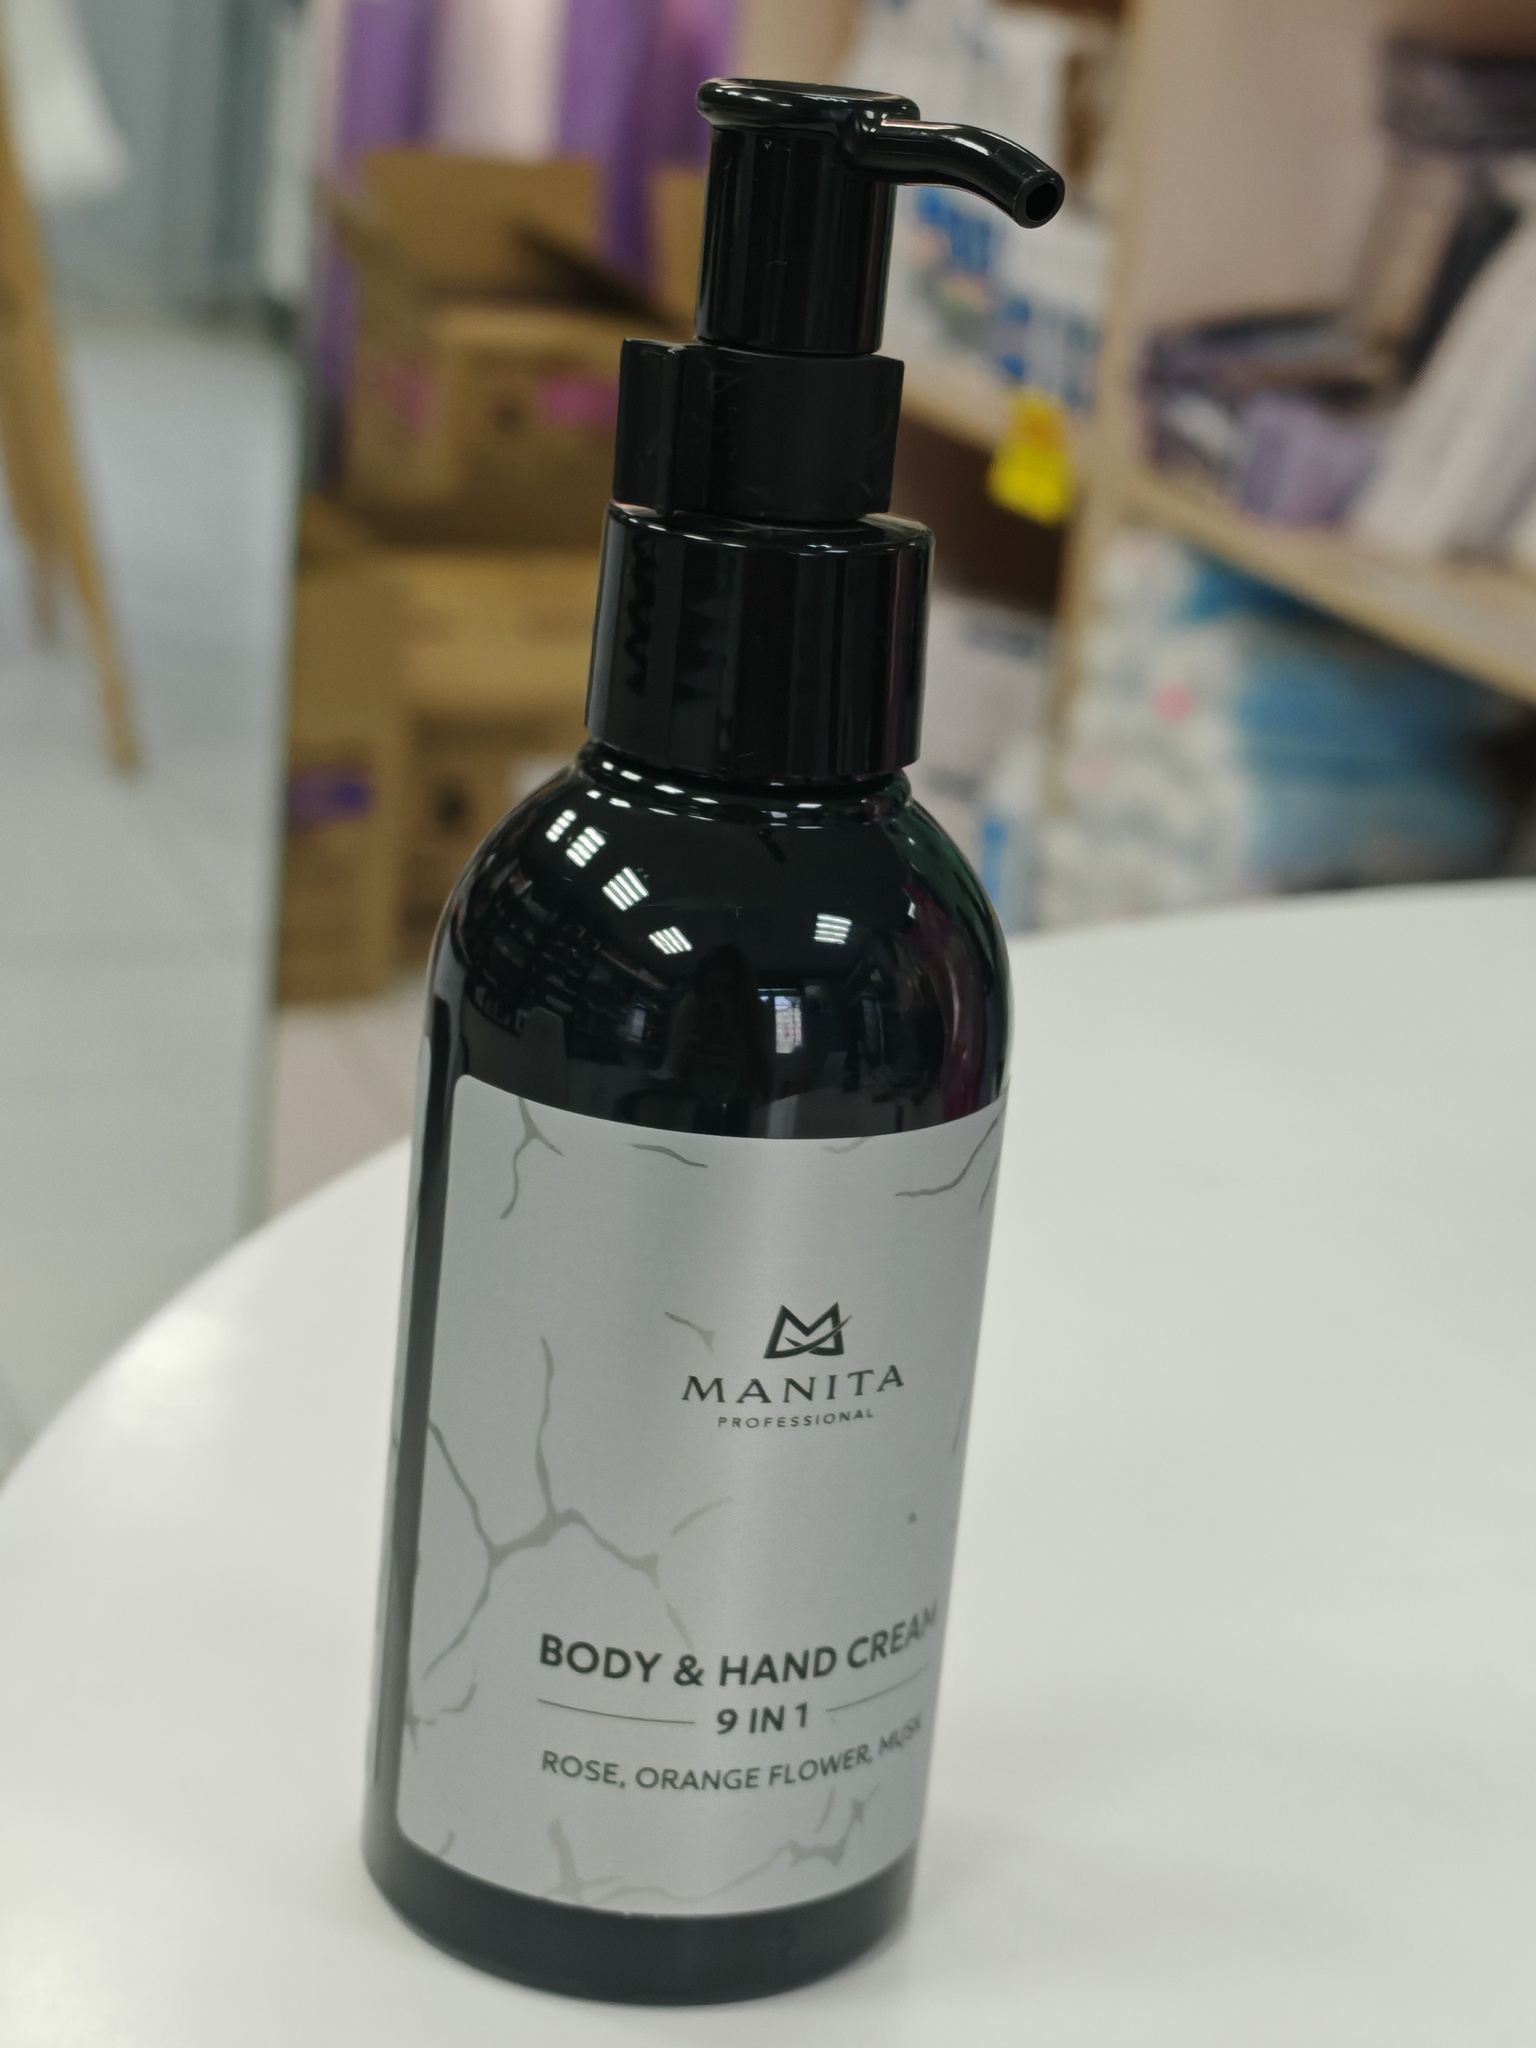 MANITA
PROFESSIONAL
BODY & HAND CREAM
9 IN 1
ROSE, ORANGE FLOWER, MUSK